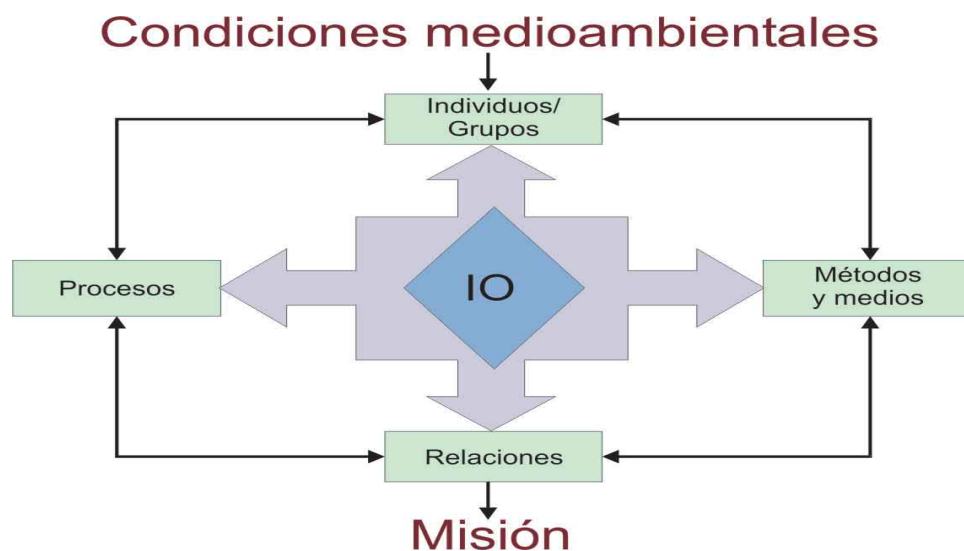 Condiciones medioambientales
Individuos/
Grupos
Procesos
IO
Métodos
y medios
Relaciones
Misión